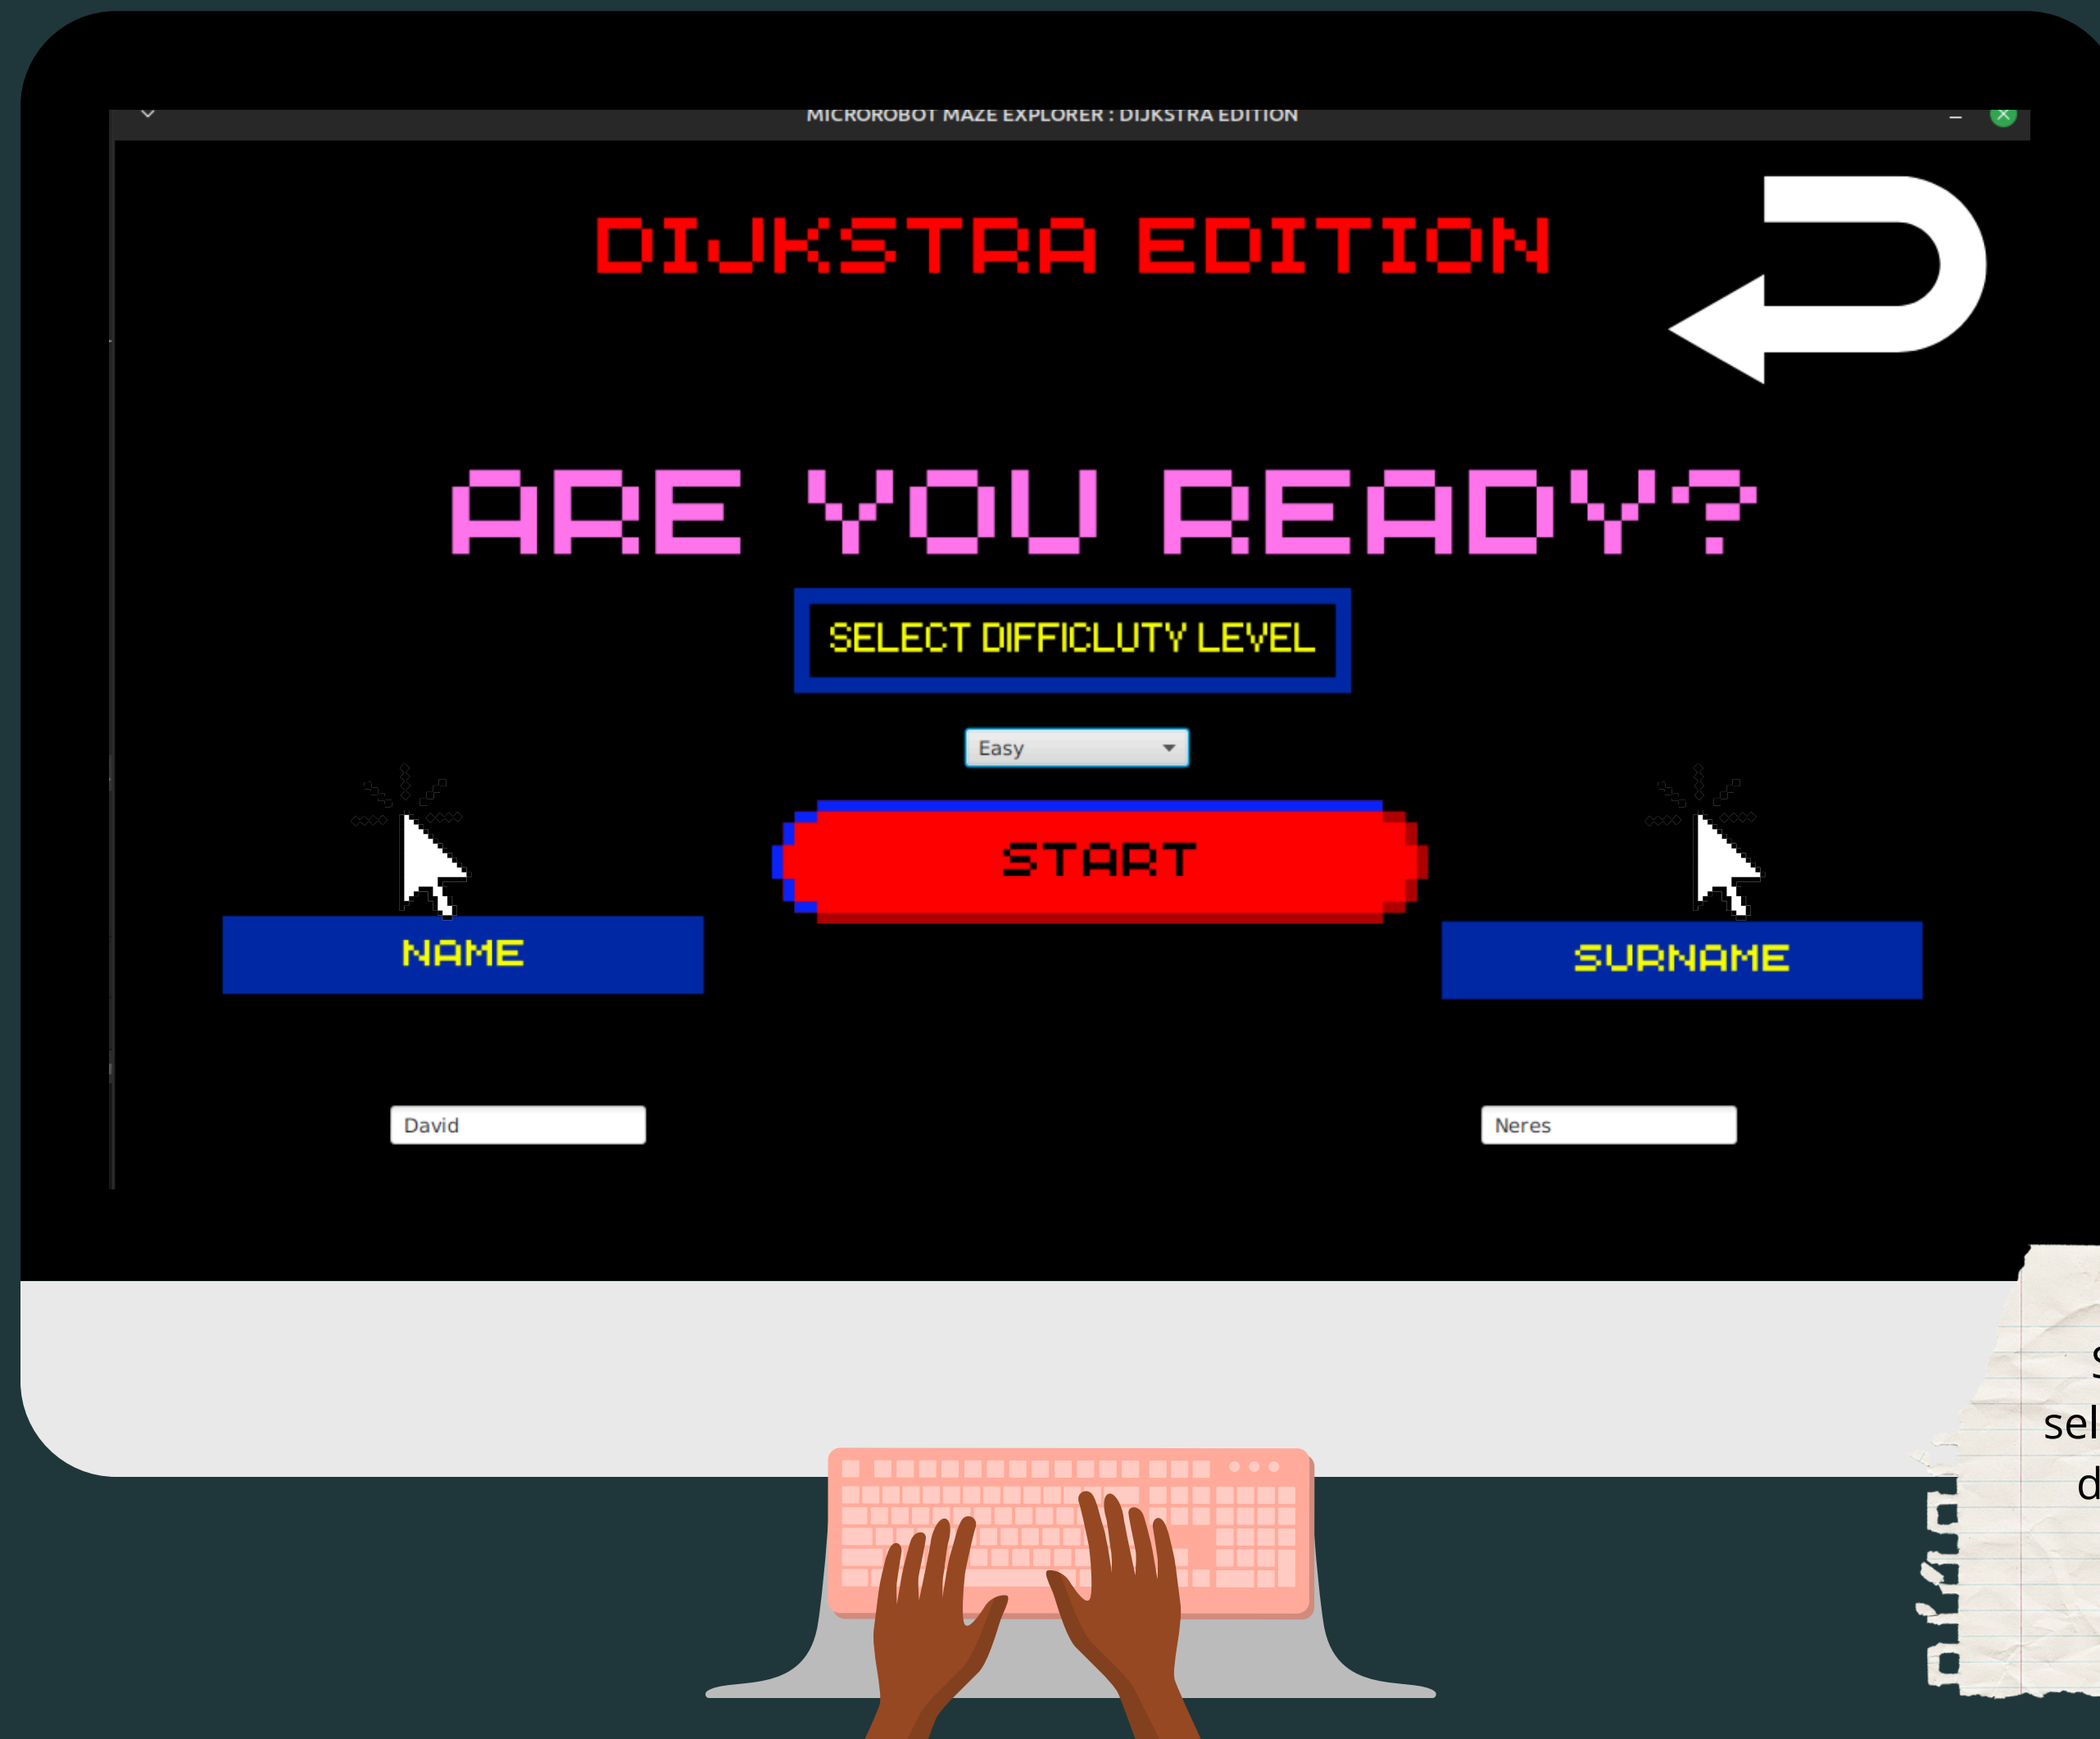 MICROROBOT MAZE EXPLORER : DIJKSTRA EDITION
DIJKSTRA EDITION
ARE YOU READY?
SELECT DIFFICLUTY LEVEL
Easy
START
NAME
SURNAME
David
Neres